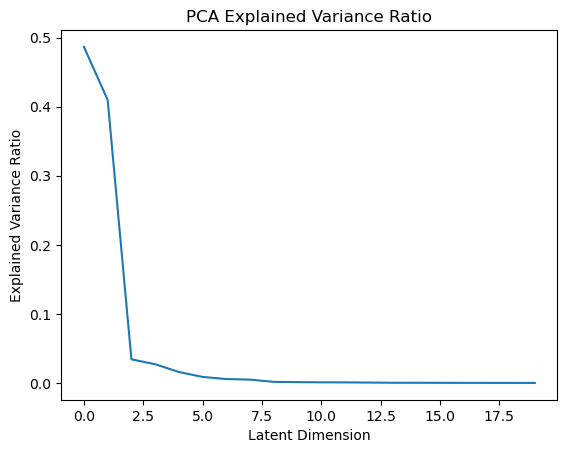 PCA Explained Variance Ratio
Explained Variance Ratio
0.5
0.4
0.3
0.2
0.1
0.0
0.0 2.5 5.0 7.5 10.0 12.5 15.0 17.5
Latent Dimension